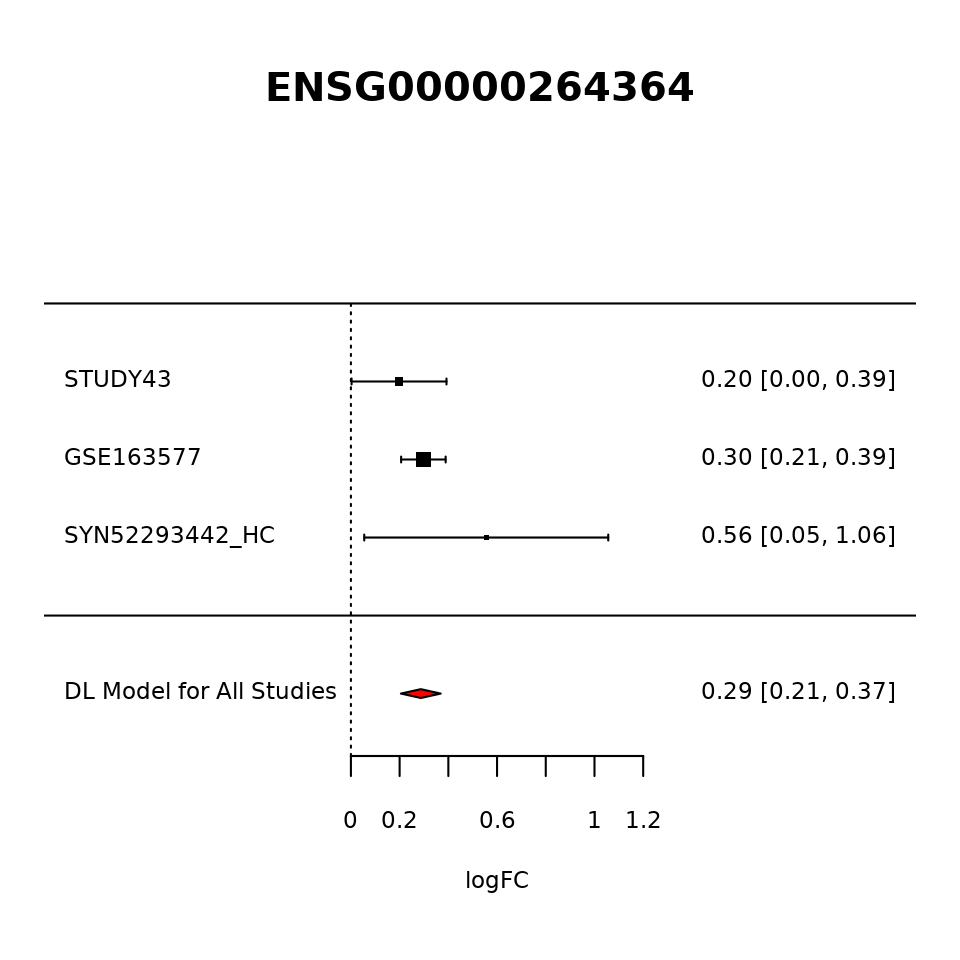 ENSG00000264364
STUDY43 0.20 [0.00, 0.39]
GSE163577 0.30 [0.21, 0.39]
SYN52293442_HC 0.56 [0.05, 1.06]
DL Model for All Studies 0.29 [0.21, 0.37]
0 0.2 0.6 1 1.2
logFC